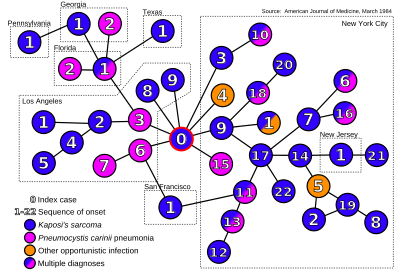 Georgia
Source: American Journal of Medicine, March 1984
Texas
Pennsylvania
New York City
1
2
1
1
Florida
3
10
2
1
9
20
6
8
4
18
Los Angeles
1
2
3
0
9
1
7
16
New Jersey
4
5
6
7
15
17
14
1
21
San Francisco
5
1
11
22
19
2
8
13
12
0 Index case
1-22 Sequence of onset
Kaposi's sarcoma
Pneumocystis carinii pneumonia
Other opportunistic infection
Multiple diagnoses